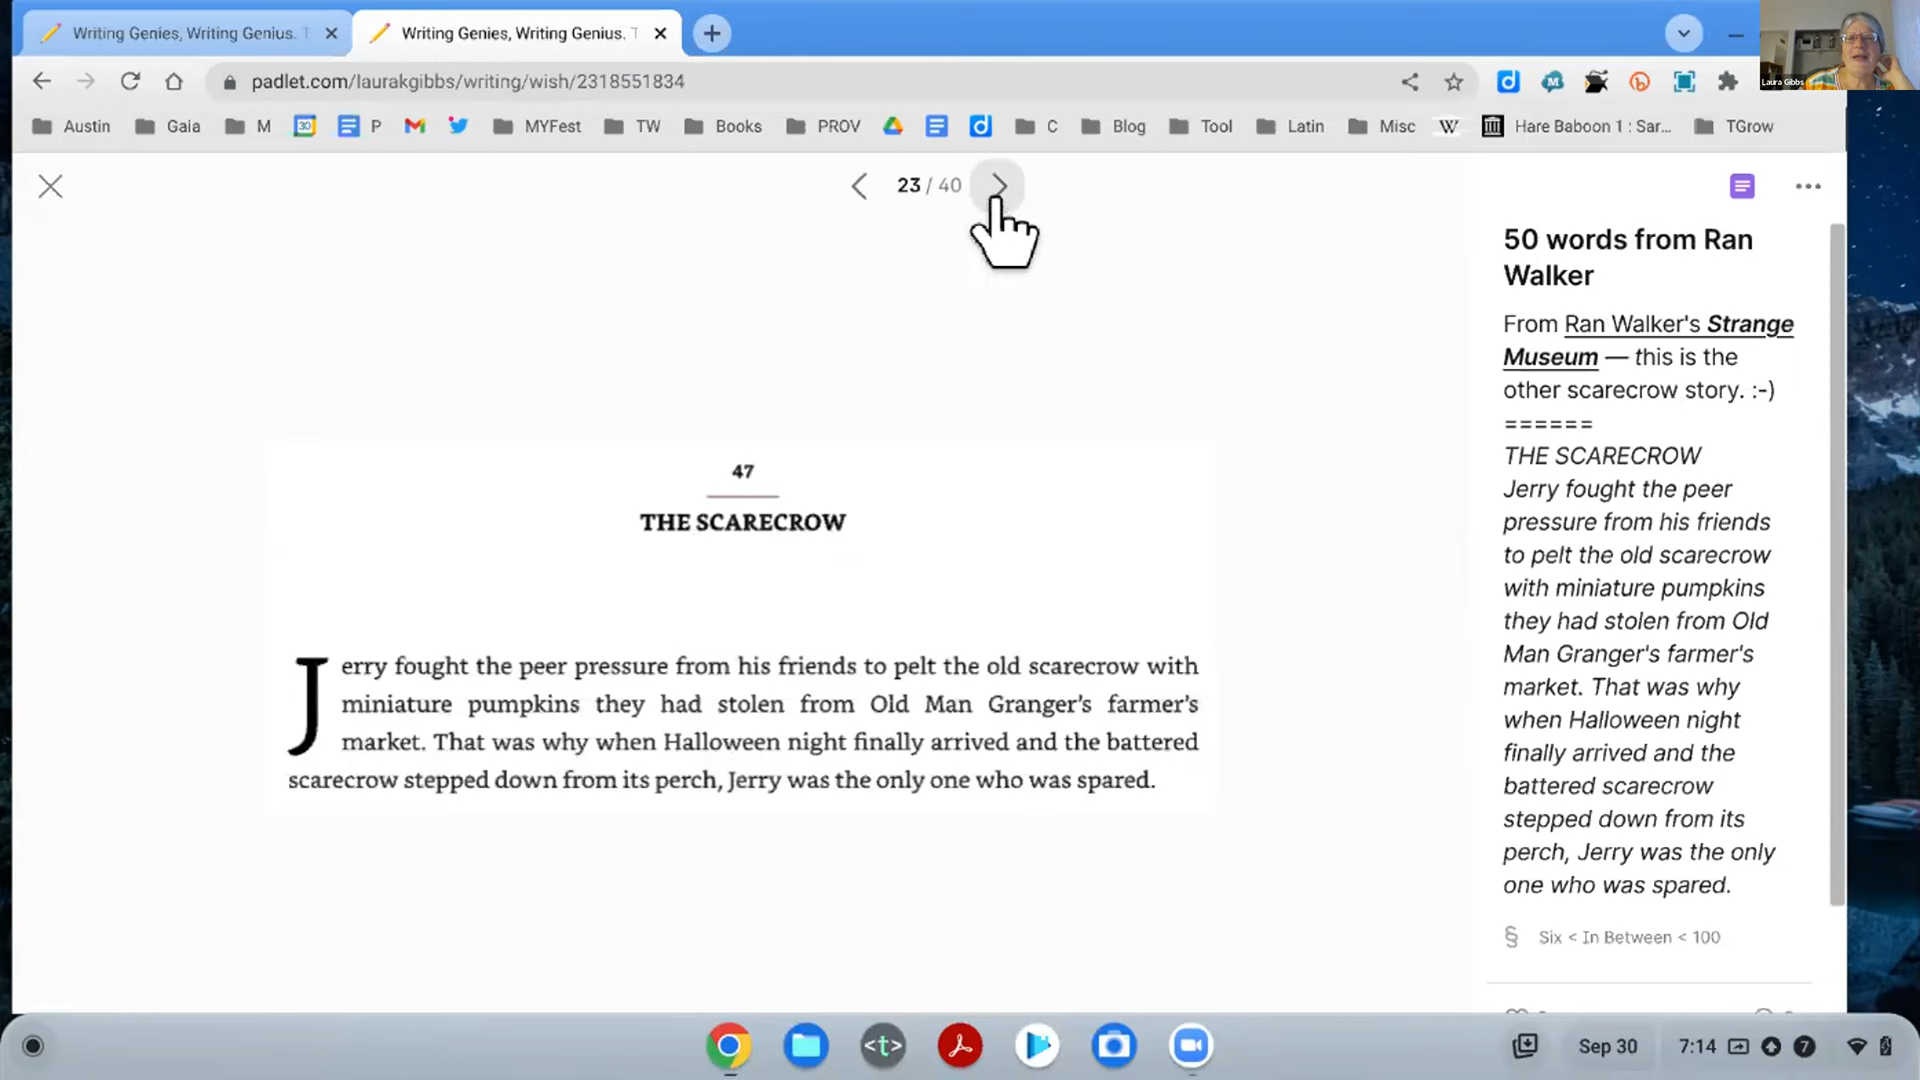 Writing Genies, Writing Genius. T
Writing Genies, Writing Genius. T
padlet.com/laurakgibbs/writing/wish/2318551834
Laura Gibbs
Austin
Gaia
M
30
P
MYFest
TW
Books
PROV
C
Blog
Tool
Latin
Misc
W
Hare Baboon 1 : Sar...
TGrow
23 / 40
50 words from Ran
Walker
From Ran Walker's Strange
Museum — this is the
other scarecrow story. :-)
======
THE SCARECROW
Jerry fought the peer
pressure from his friends
to pelt the old scarecrow
with miniature pumpkins
they had stolen from Old
Man Granger's farmer's
market. That was why
when Halloween night
finally arrived and the
battered scarecrow
stepped down from its
perch, Jerry was the only
one who was spared.
§ Six < In Between < 100
47
THE SCARECROW
Jerry fought the peer pressure from his friends to pelt the old scarecrow with
miniature pumpkins they had stolen from Old Man Granger's farmer's
market. That was why when Halloween night finally arrived and the battered
scarecrow stepped down from its perch, Jerry was the only one who was spared.
<t>
Sep 30
7:14
7